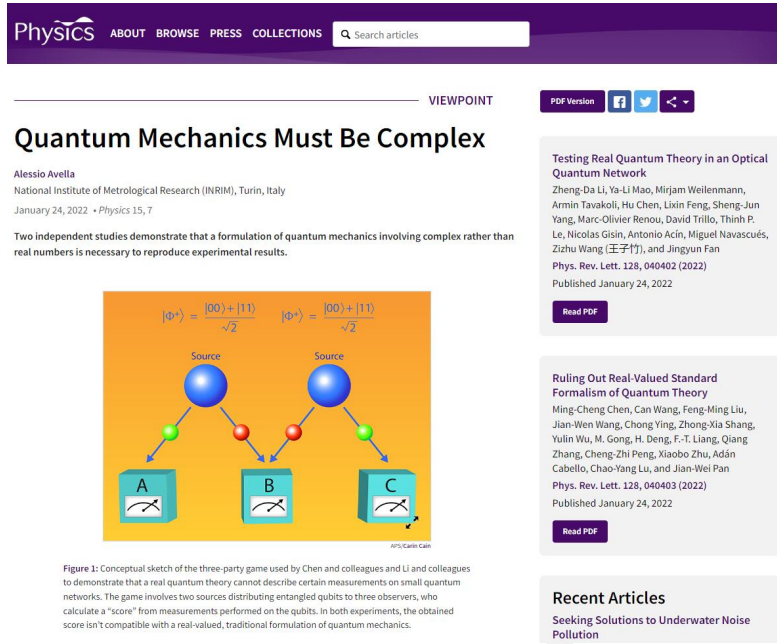 Physics ABOUT BROWSE PRESS COLLECTIONS Search articles
VIEWPOINT
Quantum Mechanics Must Be Complex
Alessio Avella
National Institute of Metrological Research (INRIM), Turin, Italy
January 24, 2022 • Physics 15, 7
Two independent studies demonstrate that a formulation of quantum mechanics involving complex rather than
real numbers is necessary to reproduce experimental results.
|Φ⁺⟩ = |00⟩+|11⟩/√2 |Φ⁺⟩ = |00⟩+|11⟩/√2
Source Source
A B C
APS/Carin Cain
Figure 1: Conceptual sketch of the three-party game used by Chen and colleagues and Li and colleagues
to demonstrate that a real quantum theory cannot describe certain measurements on small quantum
networks. The game involves two sources distributing entangled qubits to three observers, who
calculate a “score” from measurements performed on the qubits. In both experiments, the obtained
score isn’t compatible with a real-valued, traditional formulation of quantum mechanics.
PDF Version
Testing Real Quantum Theory in an Optical
Quantum Network
Zheng-Da Li, Ya-Li Mao, Mirjam Weilenmann,
Armin Tavakoli, Hu Chen, Lixin Feng, Sheng-Jun
Yang, Marc-Olivier Renou, David Trillo, Thinh P.
Le, Nicolas Gisin, Antonio Acín, Miguel Navascués,
Zizhu Wang (王子竹), and Jingyun Fan
Phys. Rev. Lett. 128, 040402 (2022)
Published January 24, 2022
Read PDF
Ruling Out Real-Valued Standard
Formalism of Quantum Theory
Ming-Cheng Chen, Can Wang, Feng-Ming Liu,
Jian-Wen Wang, Chong Ying, Zhong-Xia Shang,
Yulin Wu, M. Gong, H. Deng, F.-T. Liang, Qiang
Zhang, Cheng-Zhi Peng, Xiaobo Zhu, Adán
Cabello, Chao-Yang Lu, and Jian-Wei Pan
Phys. Rev. Lett. 128, 040403 (2022)
Published January 24, 2022
Read PDF
Recent Articles
Seeking Solutions to Underwater Noise
Pollution